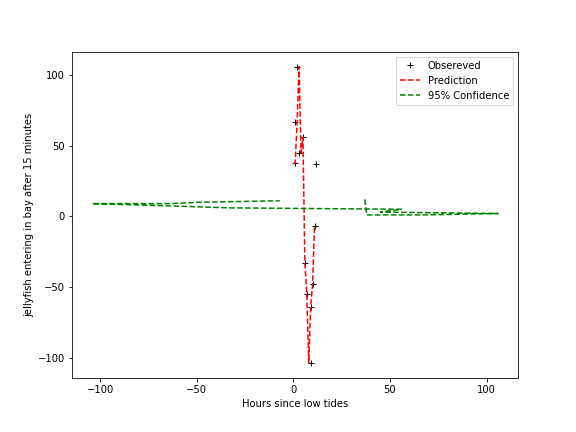 Obsereved
Prediction
95% Confidence
jellyfish entering in bay after 15 minutes
100
50
0
−50
−100
−100
−50
0
50
100
Hours since low tides